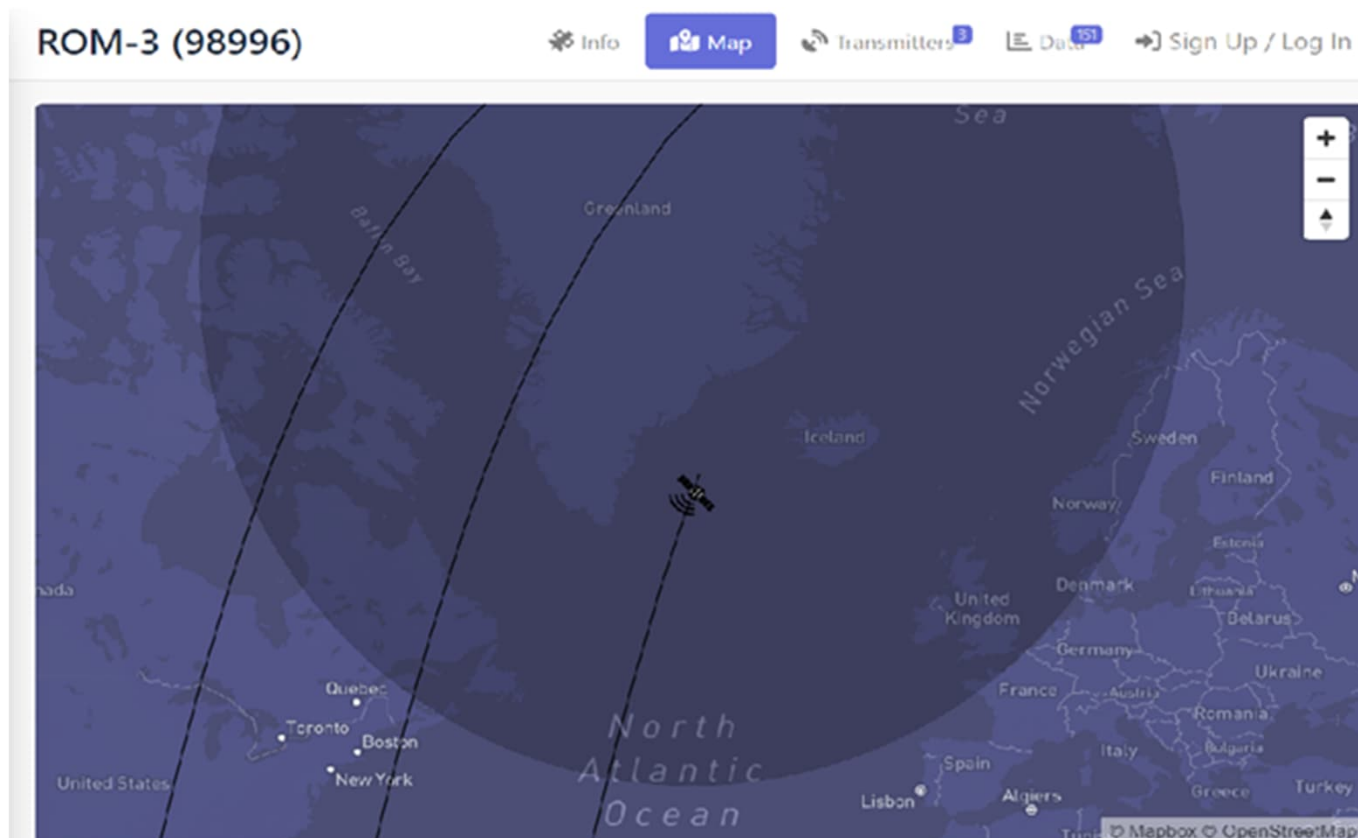 ROM-3 (98996)
Info
Map
Transmitters 3
Data 151
Sign Up / Log In
Sea
+
−
Greenland
Baffin Bay
Norwegian Sea
Iceland
Sweden
Finland
Norway
Estonia
nada
Denmark
Lithuania
United
Kingdom
Belarus
Germany
Ukraine
Quebec
France
Austria
Romania
North
Atlantic
Ocean
Toronto
Boston
Italy
Bulgaria
New York
United States
Spain
Turkey
Greece
Lisbon
Algiers
© Mapbox © OpenStreetMap